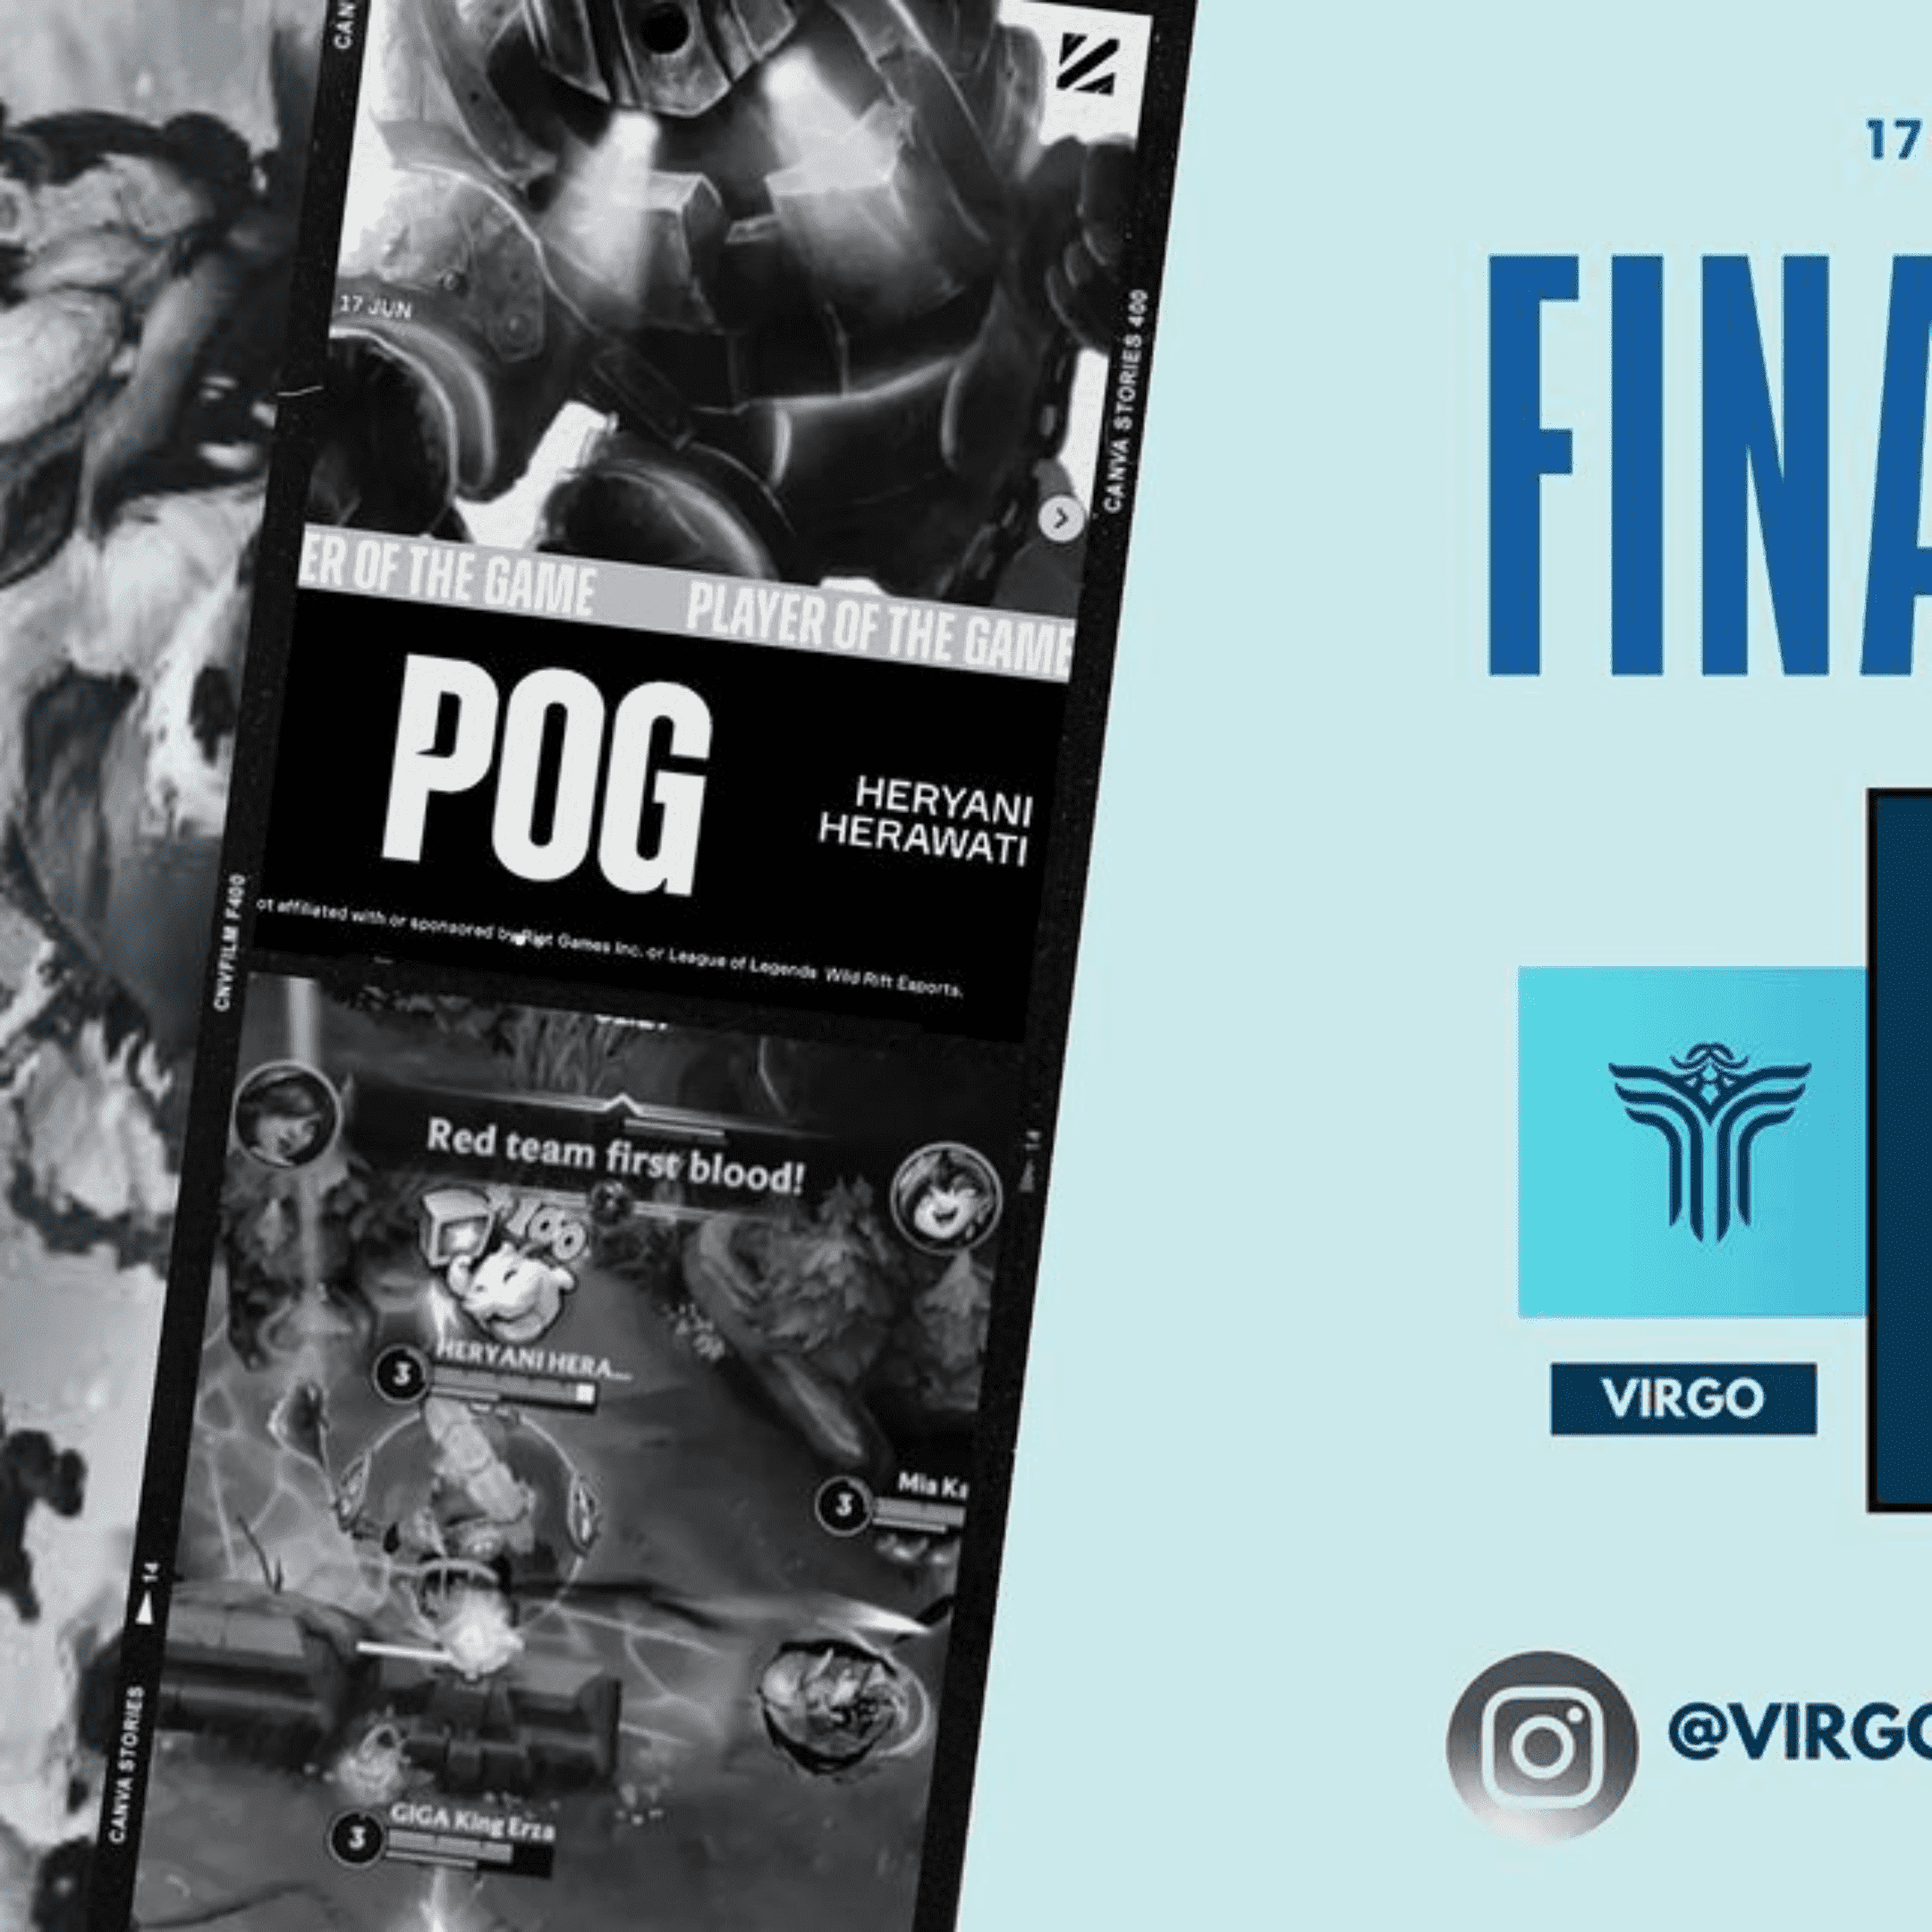 CAN
17 JUN
CANVA STORIES 400
ER OF THE GAME PLAYER OF THE GAME
POG
HERYANI
HERAWATI
ot affiliated with or sponsored by Riot Games Inc. or League of Legends Wild Rift Esports.
CNVFILM F400
Red team first blood!
HERYANI HERA...
3
Mia Ka
3
14
14
CANVA STORIES
GIGA King Erza
3
17
FINA
VIRGO
@VIRGO